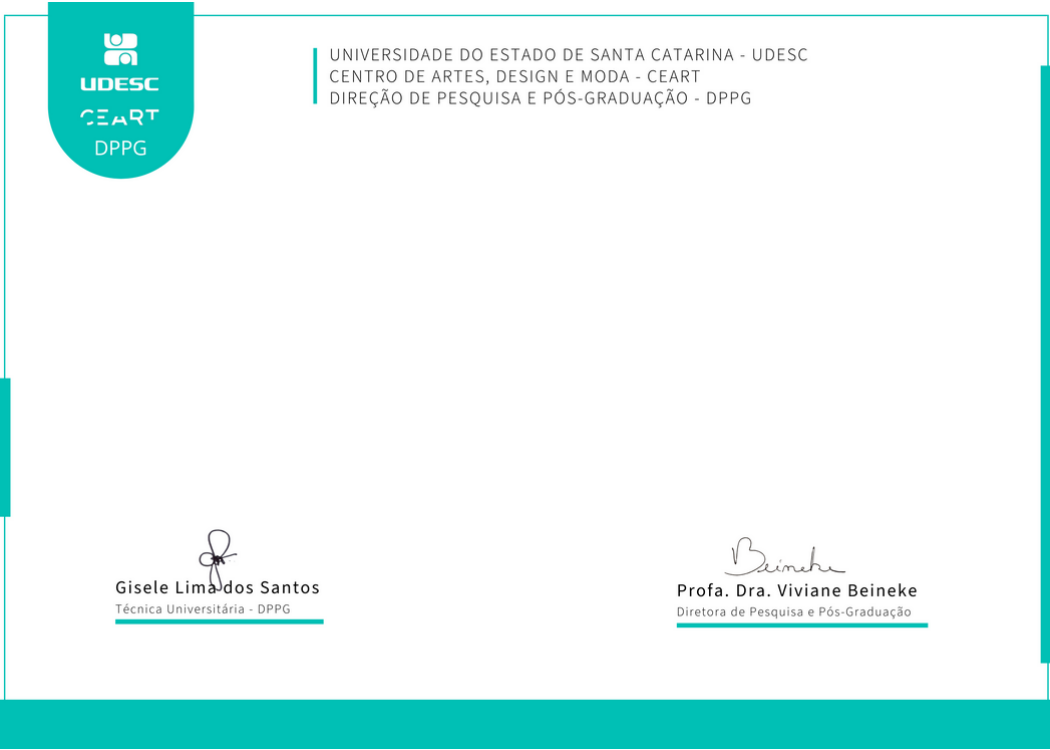 UDESC
CEART
DPPG
UNIVERSIDADE DO ESTADO DE SANTA CATARINA - UDESC
CENTRO DE ARTES, DESIGN E MODA - CEART
DIREÇÃO DE PESQUISA E PÓS-GRADUAÇÃO - DPPG
Gisele Lima dos Santos
Técnica Universitária - DPPG
Beineke
Profa. Dra. Viviane Beineke
Diretora de Pesquisa e Pós-Graduação